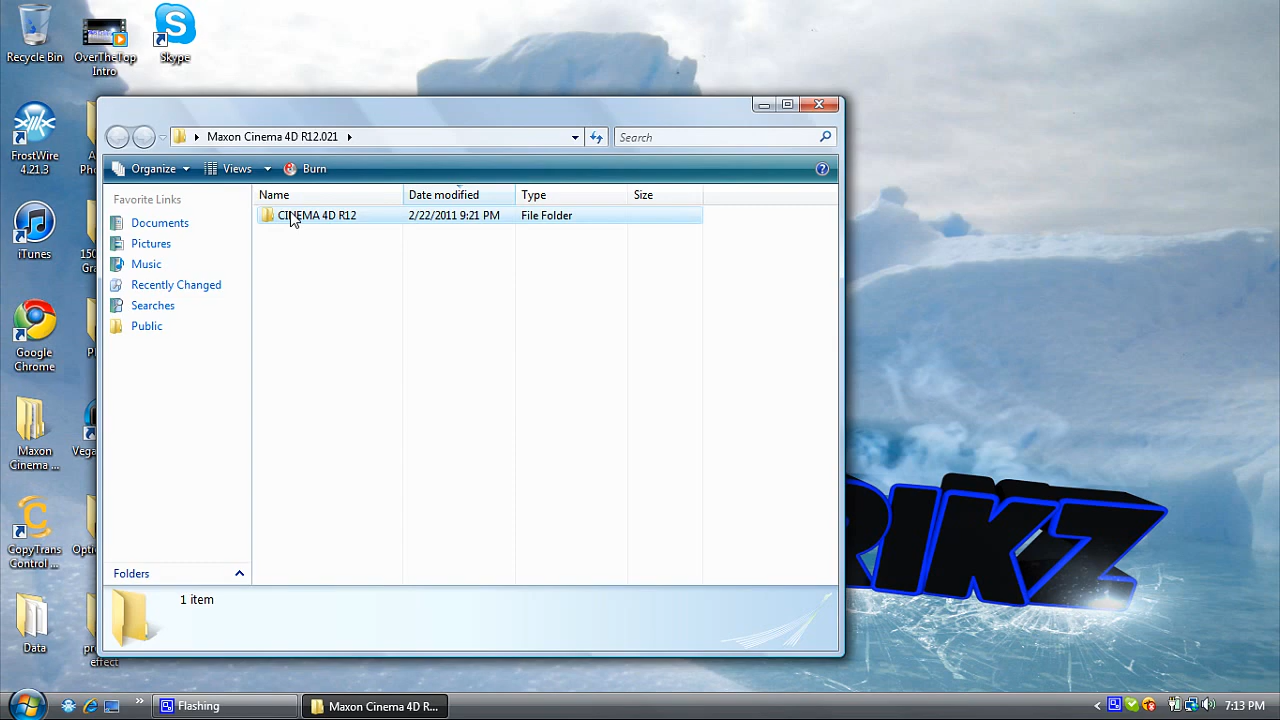 Recycle Bin
OverTheTop
Intro
Skype
FrostWire
4.21.3
iTunes
Google
Chrome
Maxon
Cinema ...
CopyTrans
Control ...
Data
effect
Maxon Cinema 4D R12.021
Search
Organize
Views
Burn
Favorite Links
Documents
Pictures
Music
Recently Changed
Searches
Public
Folders
Name
Date modified
Type
Size
CINEMA 4D R12
2/22/2011 9:21 PM
File Folder
1 item
RIKZ
Flashing
Maxon Cinema 4D R...
7:13 PM